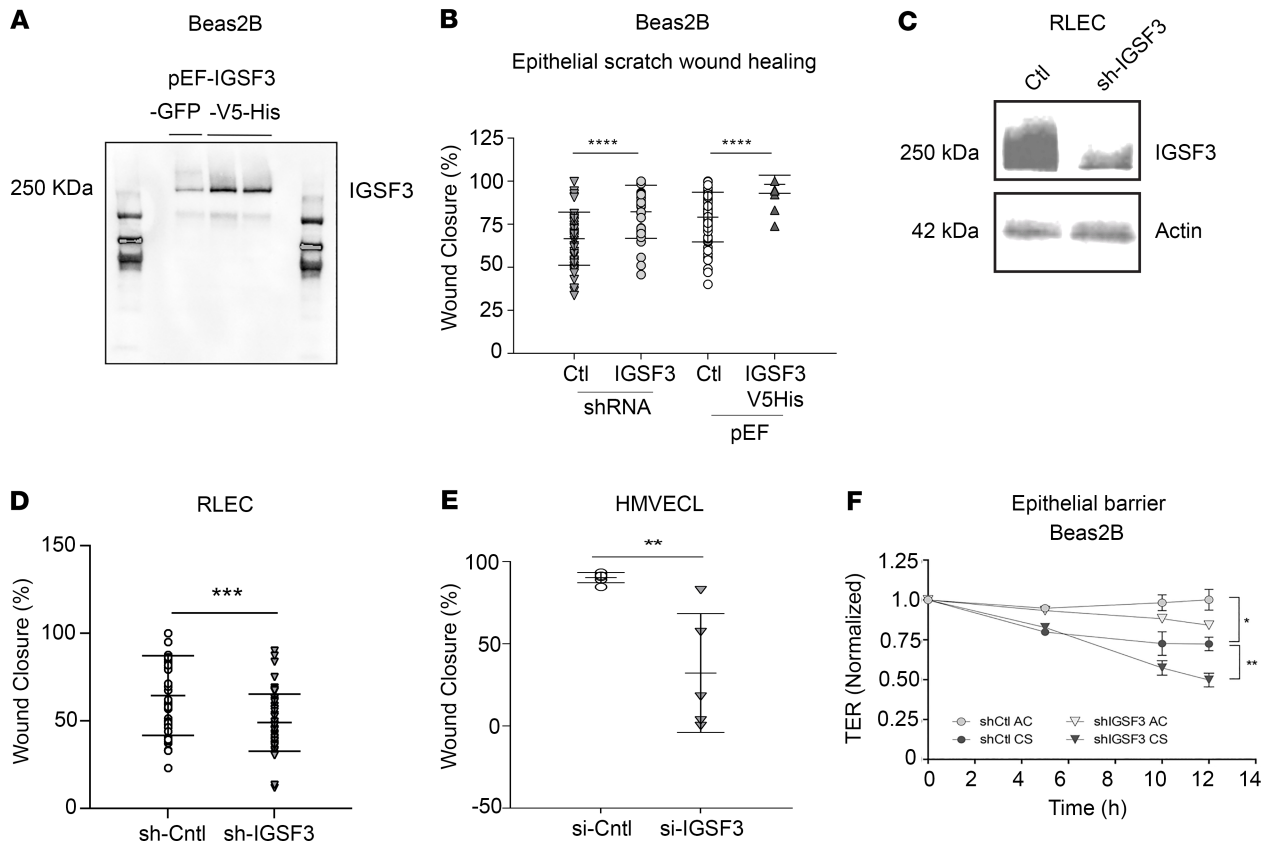 A
Beas2B
pEF-IGSF3
-GFP -V5-His
250 KDa
IGSF3
B
Beas2B
Epithelial scratch wound healing
Wound Closure (%)
125
100
75
50
25
0
****
****
Ctl IGSF3 Ctl IGSF3
V5His
shRNA
pEF
C
RLEC
Ctl
sh-IGSF3
250 kDa
IGSF3
42 kDa
Actin
D
RLEC
Wound Closure (%)
150
100
50
0
***
sh-Cntl sh-IGSF3
E
HMVECL
Wound Closure (%)
100
50
0
-50
**
si-Cntl si-IGSF3
F
Epithelial barrier
Beas2B
TER (Normalized)
1.25
1.0
0.75
0.50
0.25
0
*
**
shCtl AC shIGSF3 AC
shCtl CS shIGSF3 CS
0 2 4 6 8 10 12 14
Time (h)